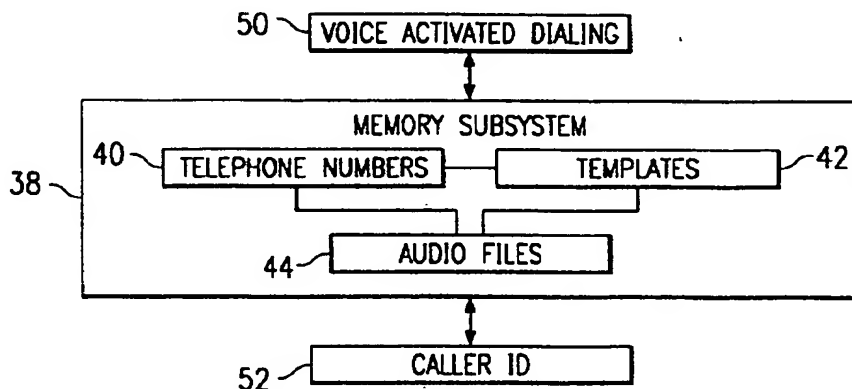 50 VOICE ACTIVATED DIALING
MEMORY SUBSYSTEM
40 TELEPHONE NUMBERS TEMPLATES 42
38
44 AUDIO FILES
52 CALLER ID